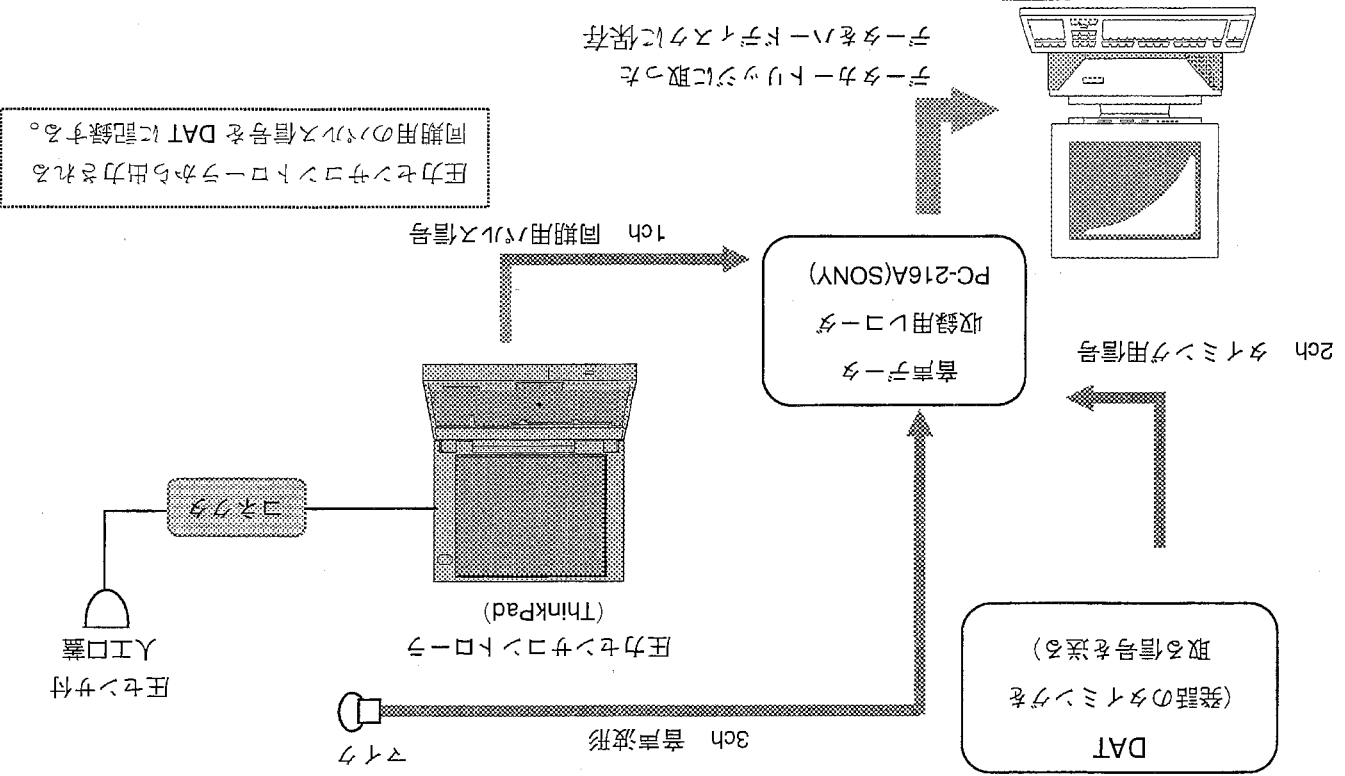 DAT
(発話のタイミングを
取る信号を送る)
3ch　音声波形
マイク
圧力センサコントローラ
(ThinkPad)
圧センサ付
人工口蓋
コネクタ
2ch　タイミング用信号
音声データ
収録用レコーダ
PC-216A(SONY)
1ch　同期用パルス信号
圧力センサコントローラから出力される
同期用のパルス信号を DAT に記録する。
データカートリッジに取った
データをハードディスクに保存